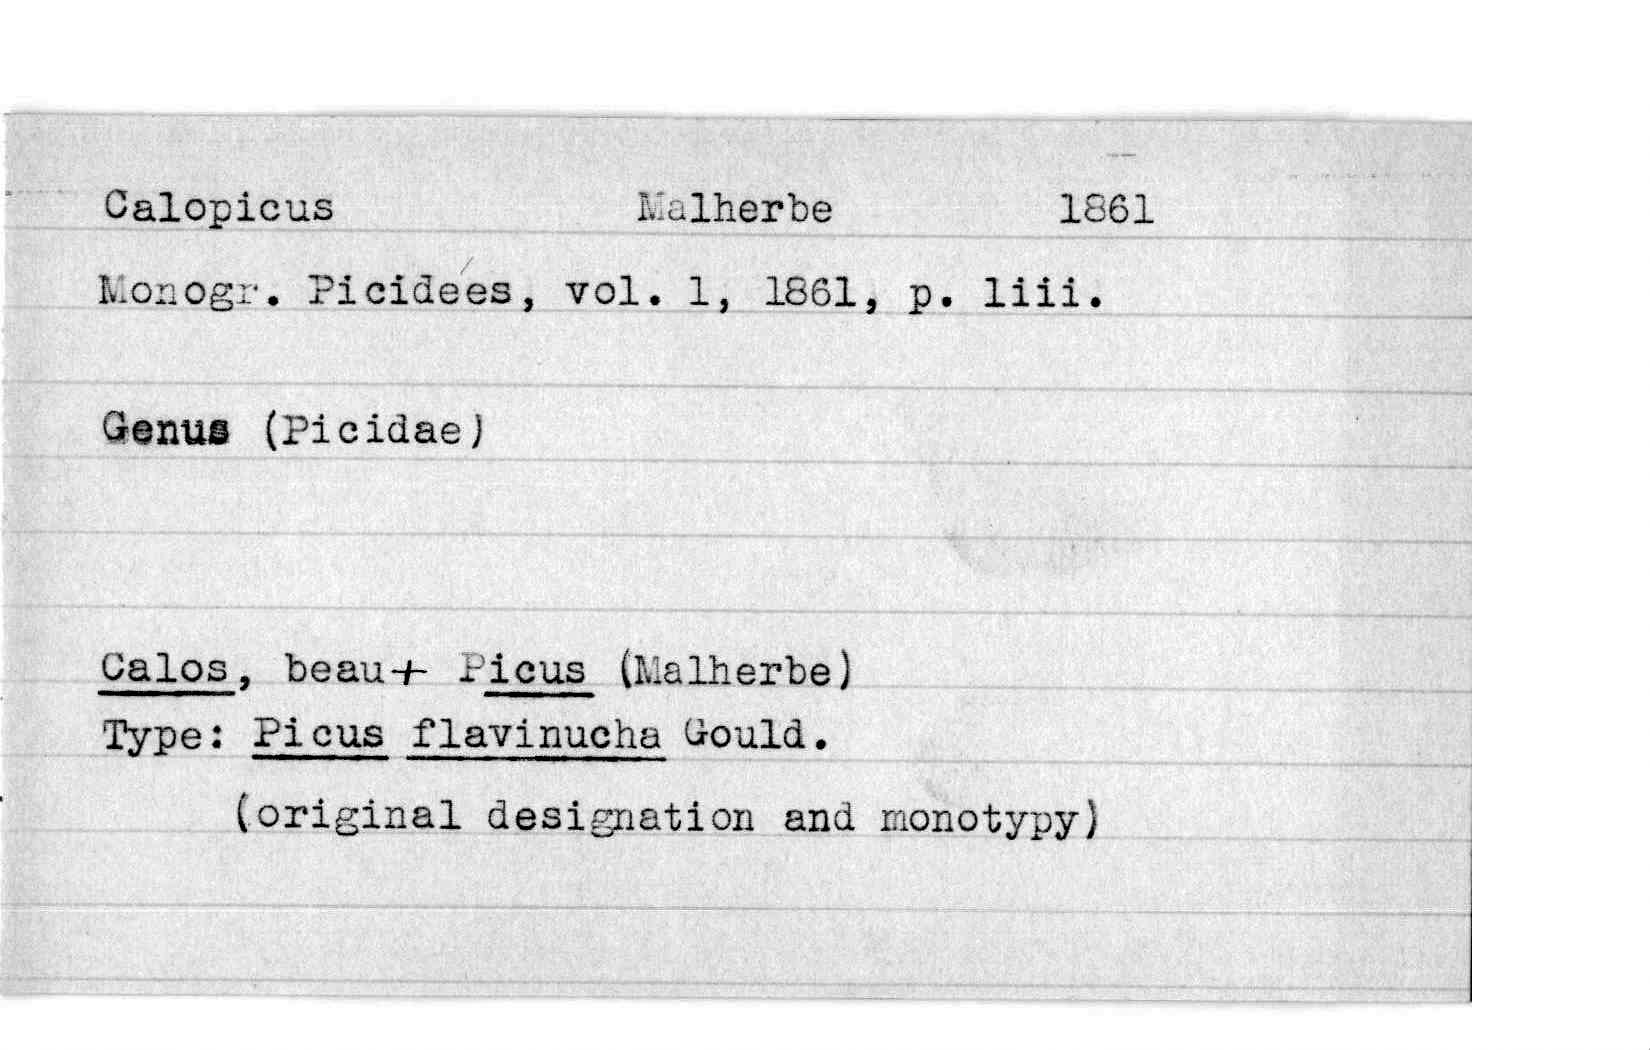 Calopicus Malherbe 1861
Monogr. Picidées, vol. 1, 1861, p. liii.
Genus (Picidae)
Calos, beau + Picus (Malherbe)
Type: Picus flavinucha Gould.
(original designation and monotypy)